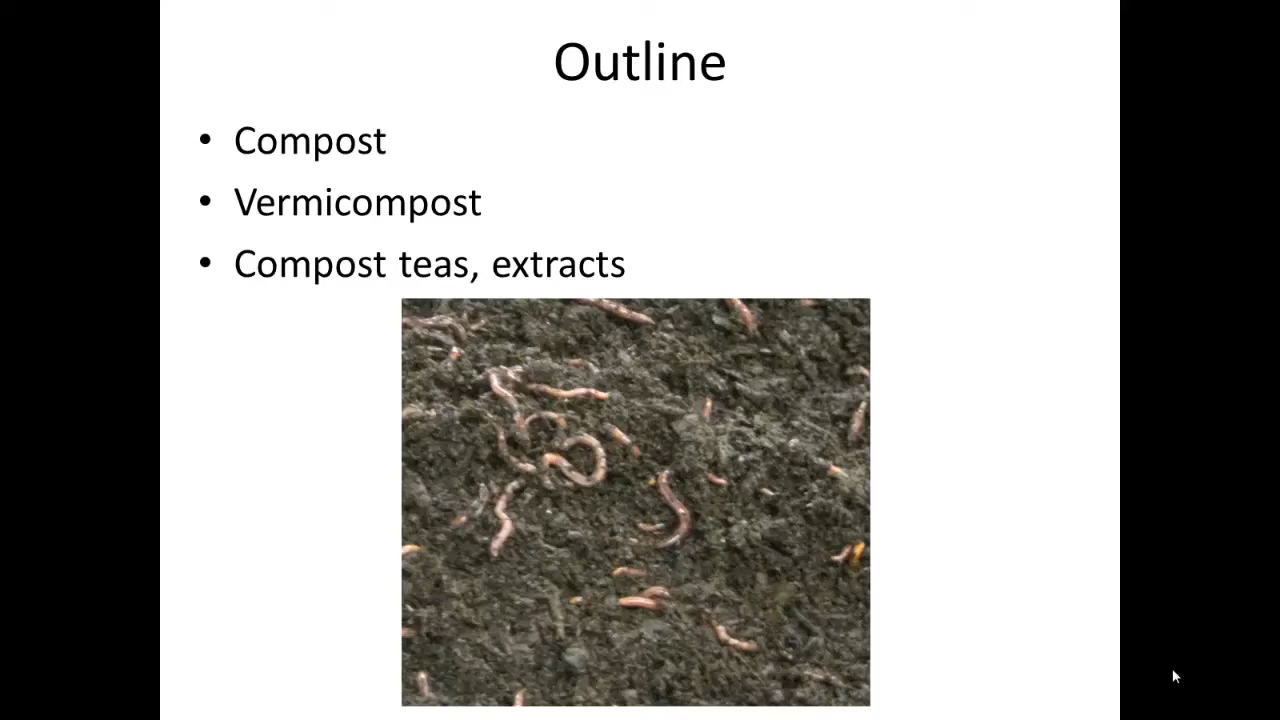 Outline
• Compost
• Vermicompost
• Compost teas, extracts